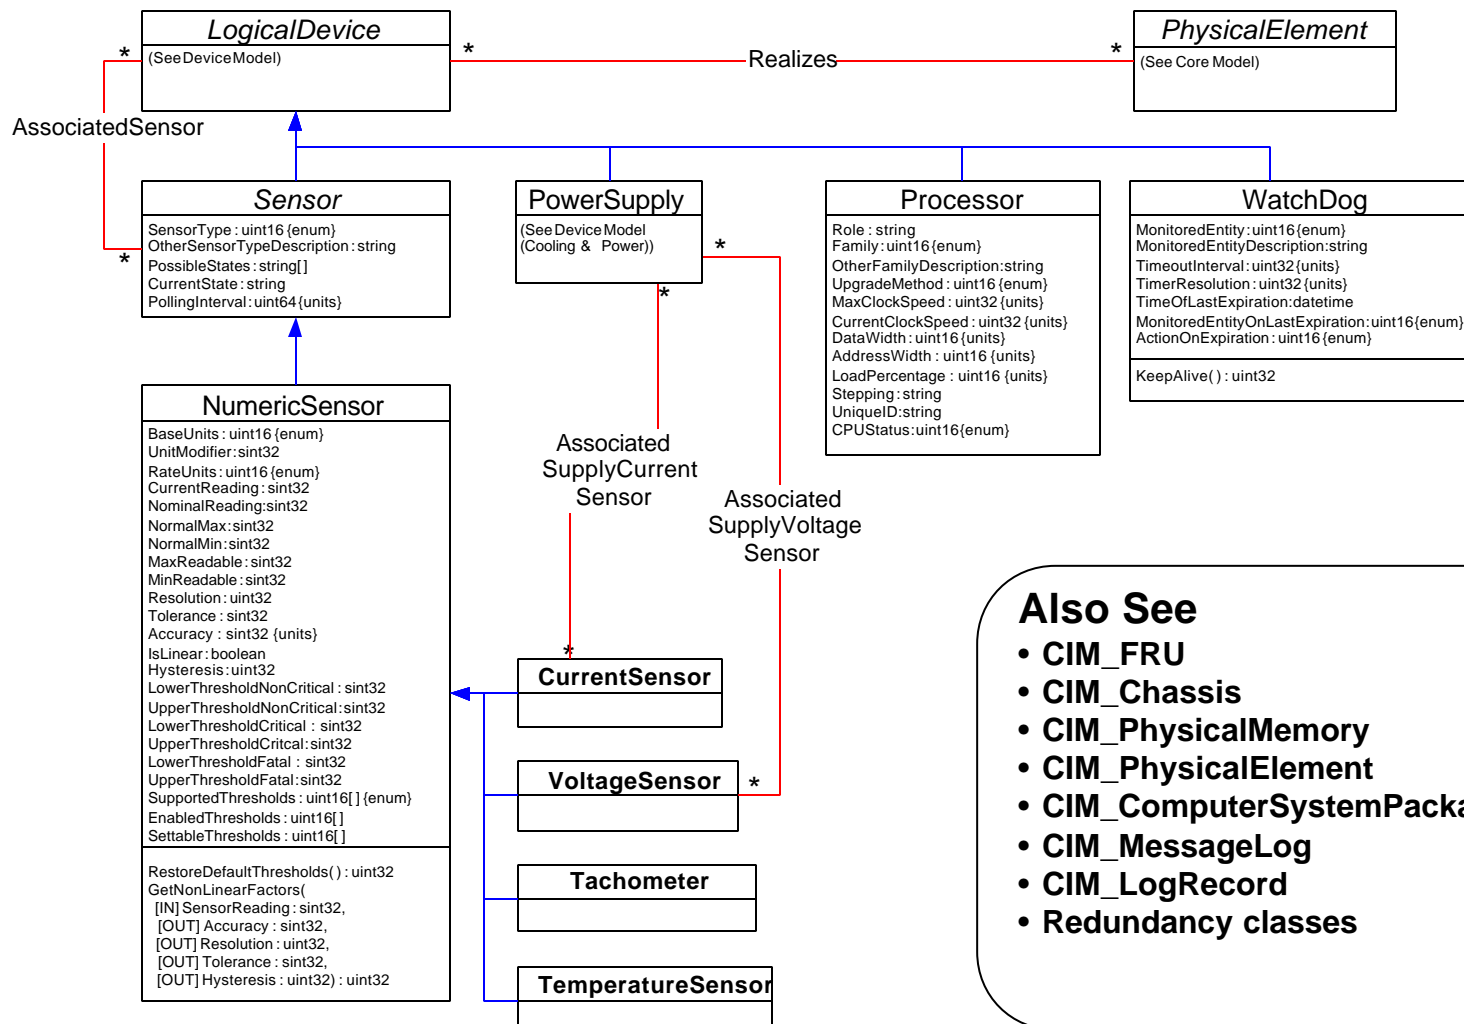 LogicalDevice
(See Device Model)
*
*
Realizes
*
PhysicalElement
(See Core Model)
AssociatedSensor
*
Sensor
SensorType : uint16 {enum}
OtherSensorTypeDescription : string
PossibleStates : string[ ]
CurrentState : string
PollingInterval : uint64 {units}
PowerSupply
(See Device Model
(Cooling & Power))
*
*
Processor
Role : string
Family : uint16 {enum}
OtherFamilyDescription:string
UpgradeMethod : uint16 {enum}
MaxClockSpeed : uint32 {units}
CurrentClockSpeed : uint32 {units}
DataWidth : uint16 {units}
AddressWidth : uint16 {units}
LoadPercentage : uint16 {units}
Stepping : string
UniqueID:string
CPUStatus:uint16{enum}
WatchDog
MonitoredEntity : uint16 {enum}
MonitoredEntityDescription:string
TimeoutInterval : uint32 {units}
TimerResolution : uint32 {units}
TimeOfLastExpiration:datetime
MonitoredEntityOnLastExpiration:uint16{enum}
ActionOnExpiration : uint16 {enum}
KeepAlive( ) : uint32
NumericSensor
BaseUnits : uint16 {enum}
UnitModifier : sint32
RateUnits : uint16 {enum}
CurrentReading : sint32
NominalReading:sint32
NormalMax : sint32
NormalMin : sint32
MaxReadable : sint32
MinReadable : sint32
Resolution : uint32
Tolerance : sint32
Accuracy : sint32 {units}
IsLinear : boolean
Hysteresis : uint32
LowerThresholdNonCritical : sint32
UpperThresholdNonCritical:sint32
LowerThresholdCritical : sint32
UpperThresholdCritcal: sint32
LowerThresholdFatal : sint32
UpperThresholdFatal:sint32
SupportedThresholds : uint16[ ] {enum}
EnabledThresholds : uint16[ ]
SettableThresholds : uint16[ ]
RestoreDefaultThresholds( ) : uint32
GetNonLinearFactors(
[IN] SensorReading : sint32,
[OUT] Accuracy : sint32,
[OUT] Resolution : uint32,
[OUT] Tolerance : sint32,
[OUT] Hysteresis : uint32) : uint32
Associated
SupplyCurrent
Sensor
Associated
SupplyVoltage
Sensor
*
CurrentSensor
VoltageSensor
*
Tachometer
TemperatureSensor
Also See
• CIM_FRU
• CIM_Chassis
• CIM_PhysicalMemory
• CIM_PhysicalElement
• CIM_ComputerSystemPacka
• CIM_MessageLog
• CIM_LogRecord
• Redundancy classes